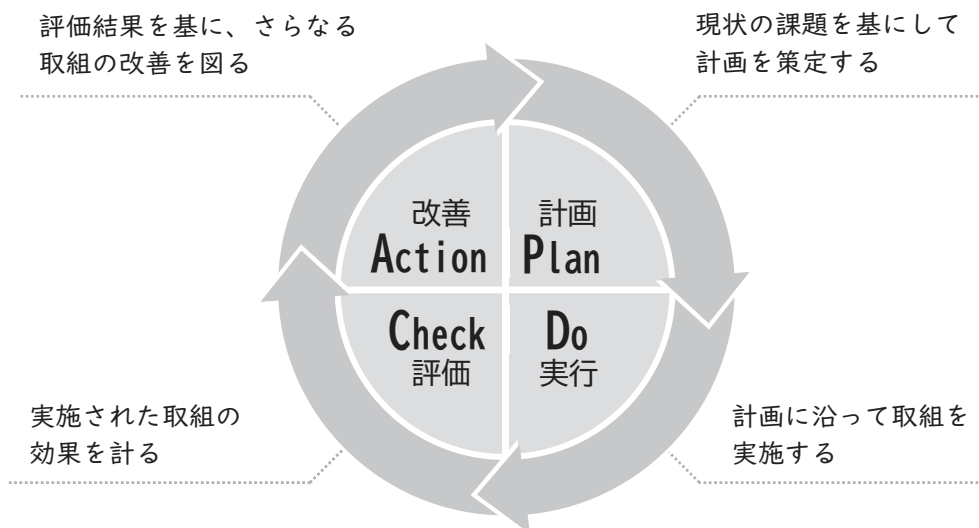 評価結果を基に、さらなる
取組の改善を図る
現状の課題を基にして
計画を策定する
改善
Action
計画
Plan
Check
評価
Do
実行
実施された取組の
効果を計る
計画に沿って取組を
実施する